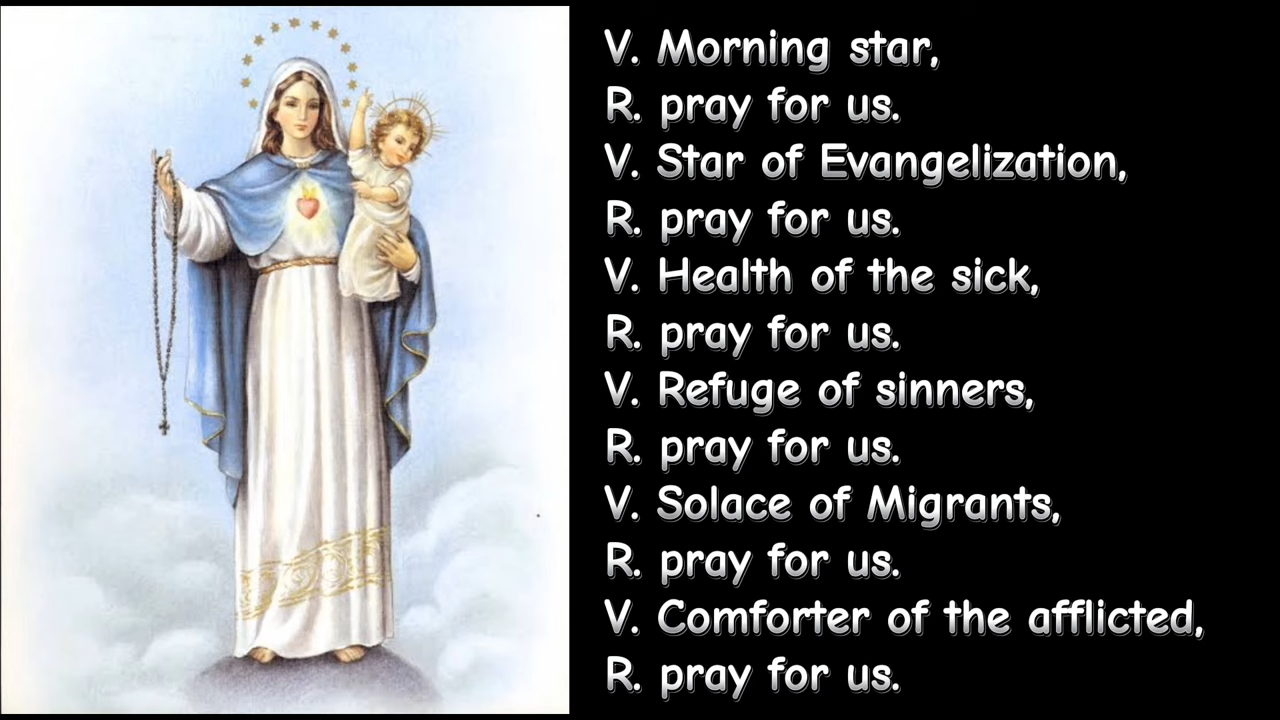 V. Morning star,
R. pray for us.
V. Star of Evangelization,
R. pray for us.
V. Health of the sick,
R. pray for us.
V. Refuge of sinners,
R. pray for us.
V. Solace of Migrants,
R. pray for us.
V. Comforter of the afflicted,
R. pray for us.